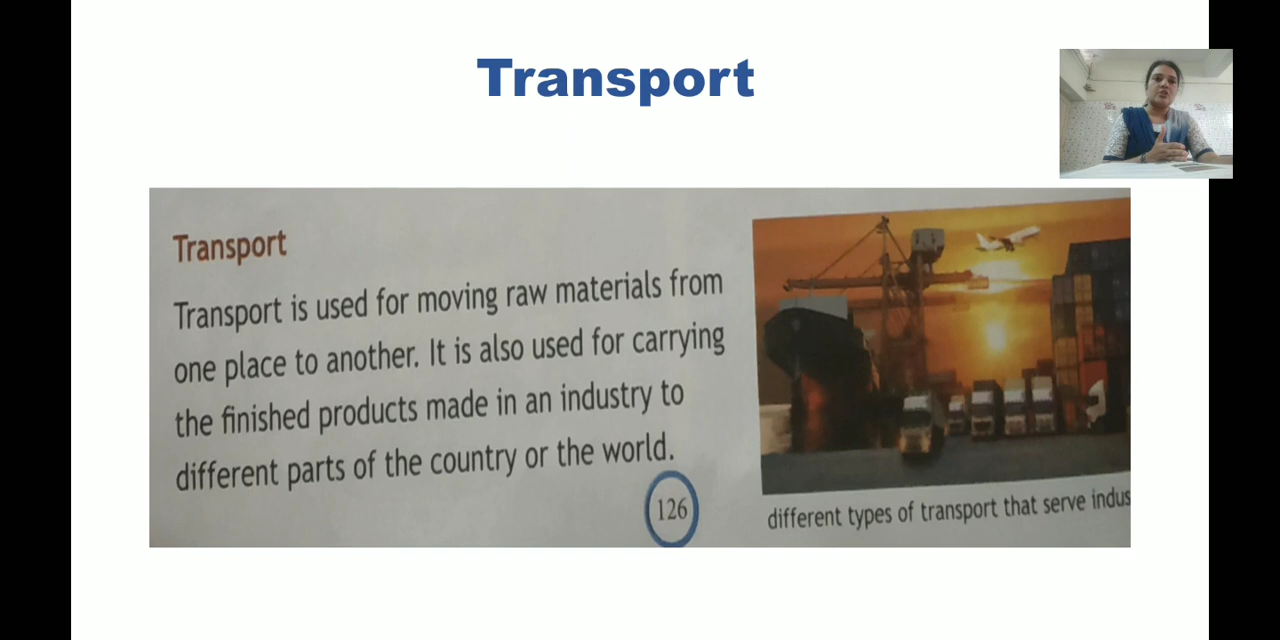 Transport
Transport
Transport is used for moving raw materials from
one place to another. It is also used for carrying
the finished products made in an industry to
different parts of the country or the world.
126
different types of transport that serve indus